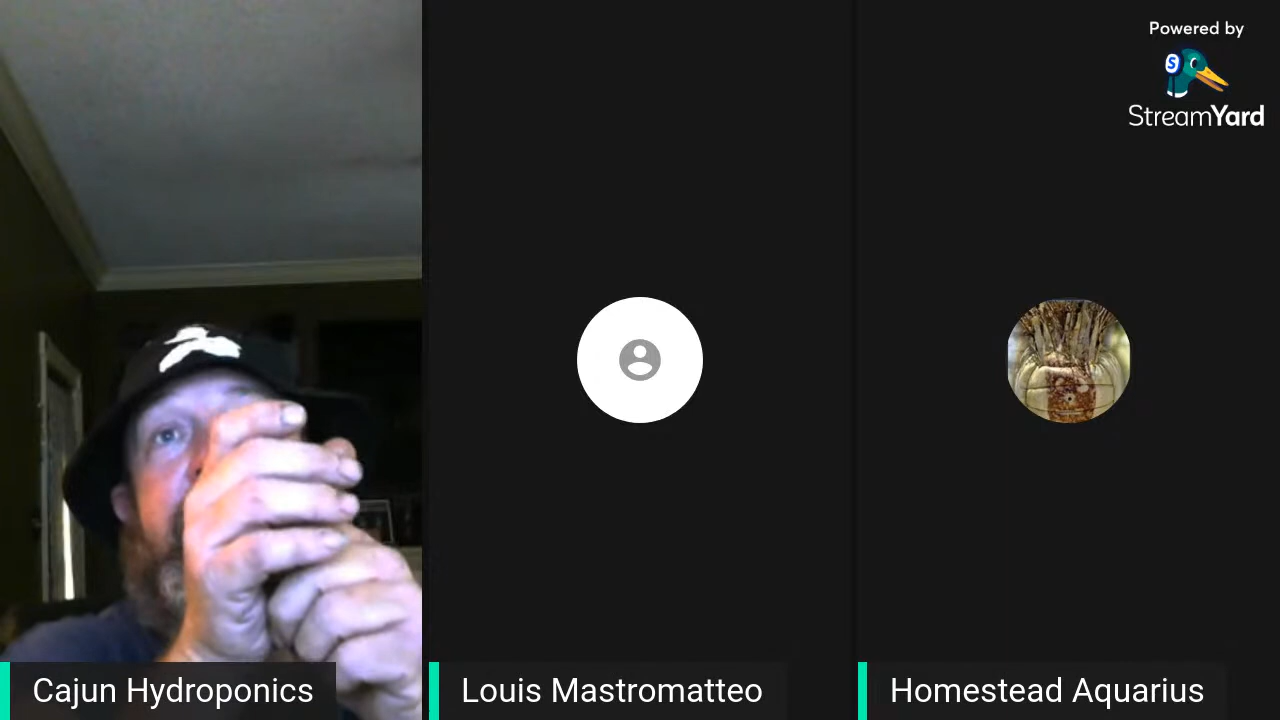 Powered by
S
StreamYard
Cajun Hydroponics
Louis Mastromatteo
Homestead Aquarius